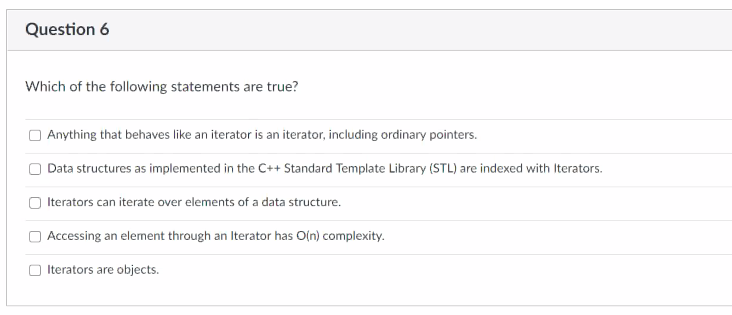 Question 6
Which of the following statements are true?
Anything that behaves like an iterator is an iterator, including ordinary pointers.
Data structures as implemented in the C++ Standard Template Library (STL) are indexed with Iterators.
Iterators can iterate over elements of a data structure.
Accessing an element through an Iterator has O(n) complexity.
Iterators are objects.